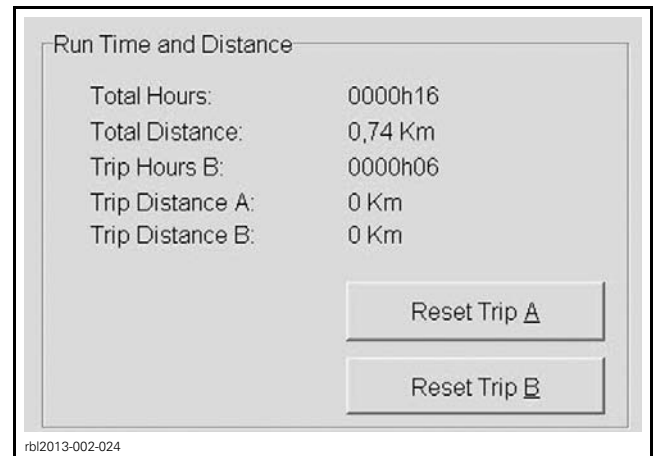 Run Time and Distance
Total Hours: 0000h16
Total Distance: 0,74 Km
Trip Hours B: 0000h06
Trip Distance A: 0 Km
Trip Distance B: 0 Km
Reset Trip A
Reset Trip B
rbl2013-002-024